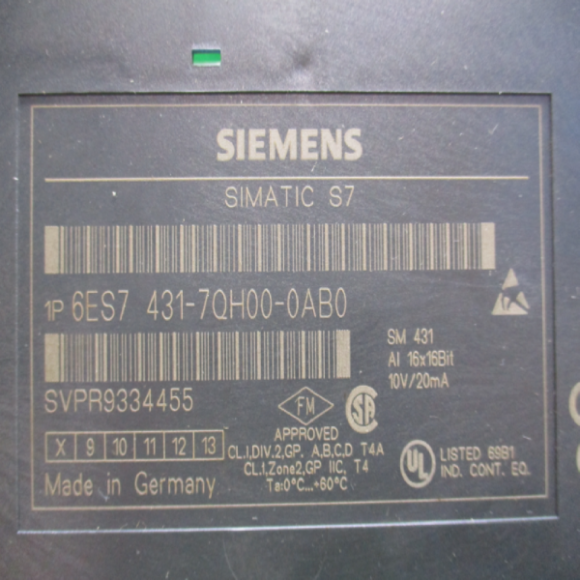 SIEMENS
SIMATIC S7
1P 6ES7 431-7QH00-0AB0
SM 431
AI 16x16Bit
10V/20mA
SVPR9334455
FM
SA
APPROVED
CL.I,DIV.2,GP. A,B,C,D T4A
CL.I,Zone2,GP IIC, T4
Ta:0°C...+60°C
X 9 10 11 12 13
UL
LISTED 69B1
IND. CONT. EQ.
Made in Germany